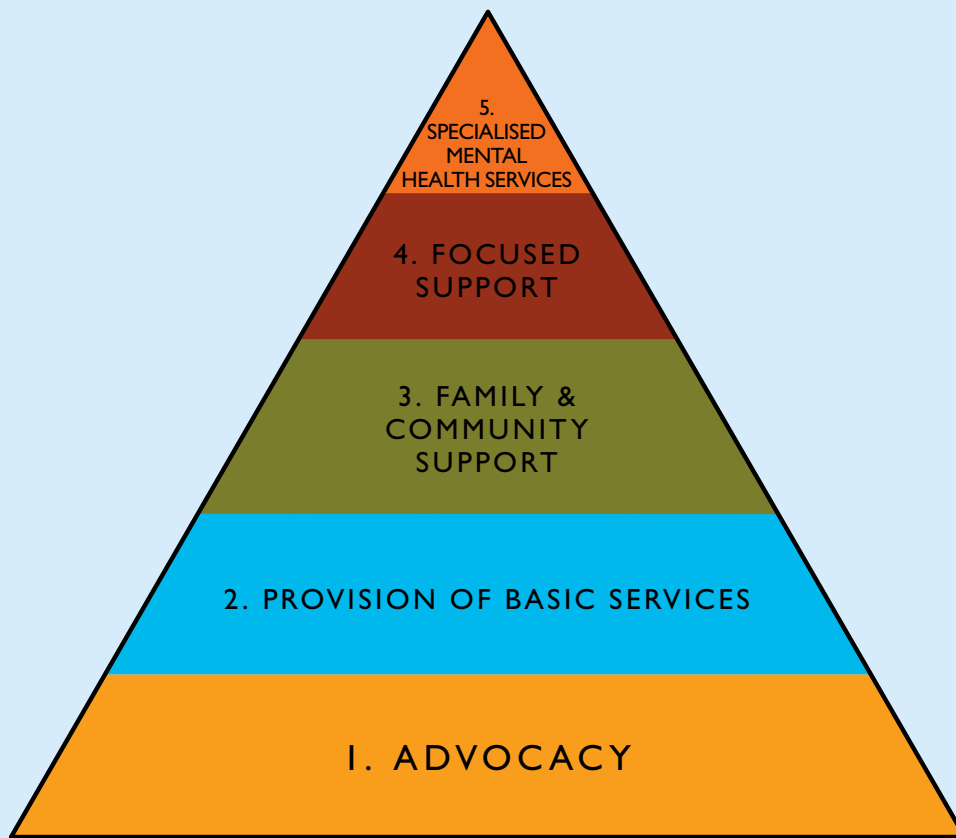 5.
SPECIALISED
MENTAL
HEALTH SERVICES
4. FOCUSED
SUPPORT
3. FAMILY &
COMMUNITY
SUPPORT
2. PROVISION OF BASIC SERVICES
1. ADVOCACY